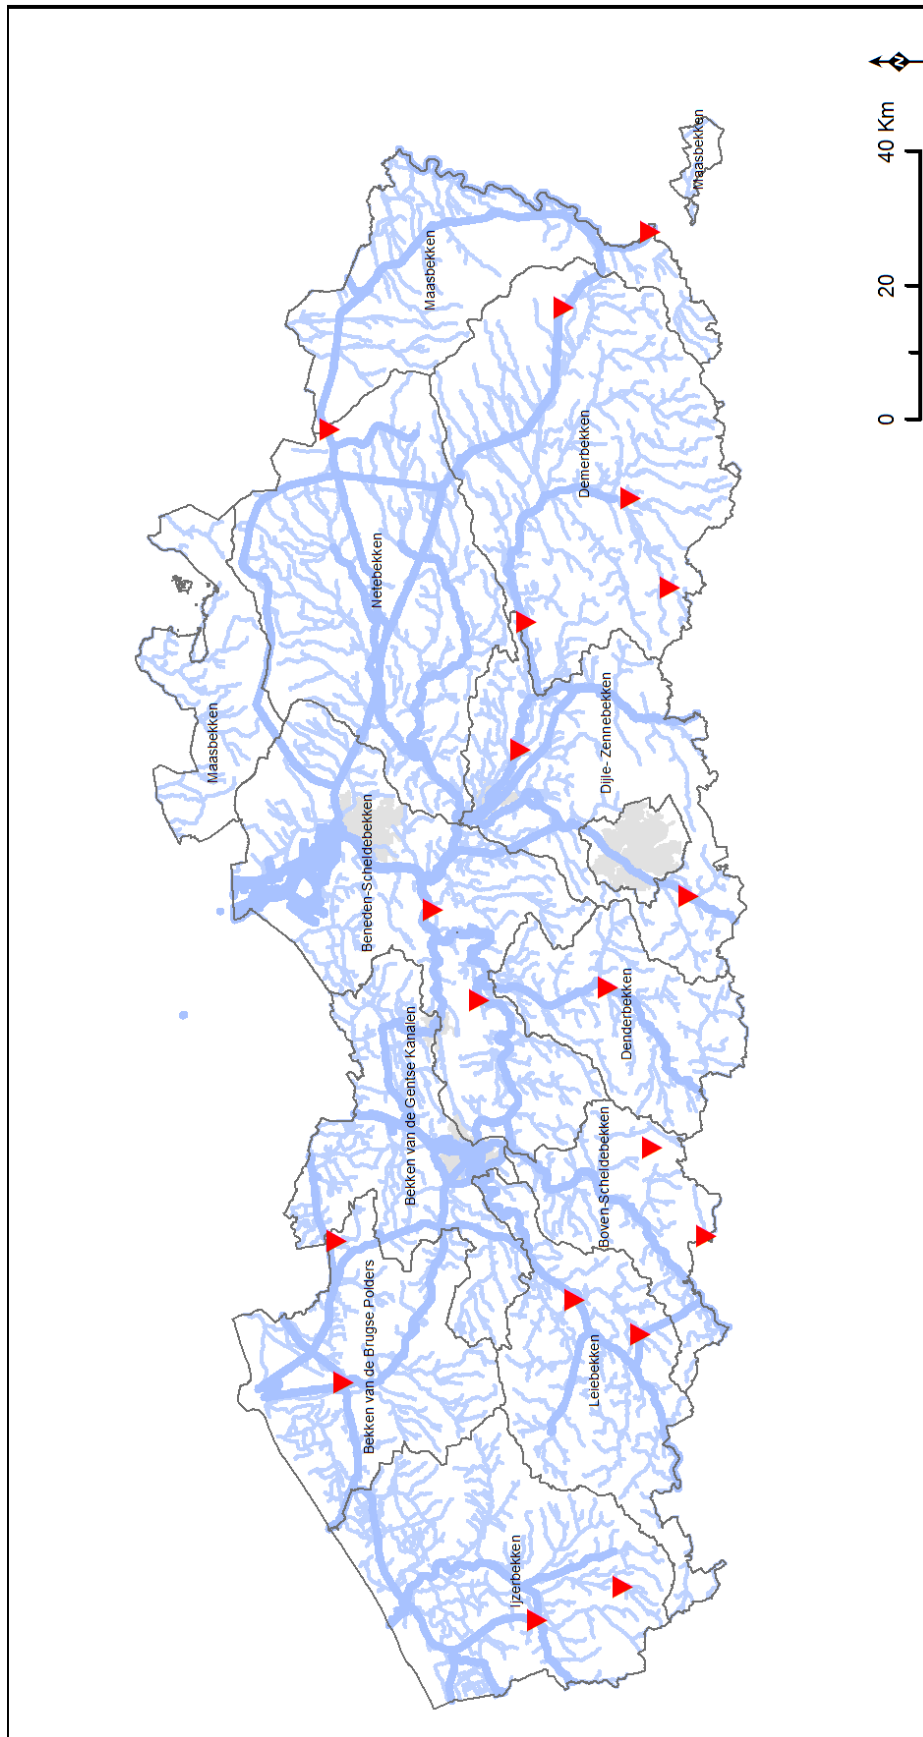 Maasbekken
Maasbekken
Netebekken
Beneden-Scheldebekken
Bekken van de Gentse Kanalen
Bekken van de Brugse Polders
Ijzerbekken
Leiebekken
Boven-Scheldebekken
Denderbekken
Dijle- Zennebekken
Demerbekken
Maasbekken
0 20 40 Km
N